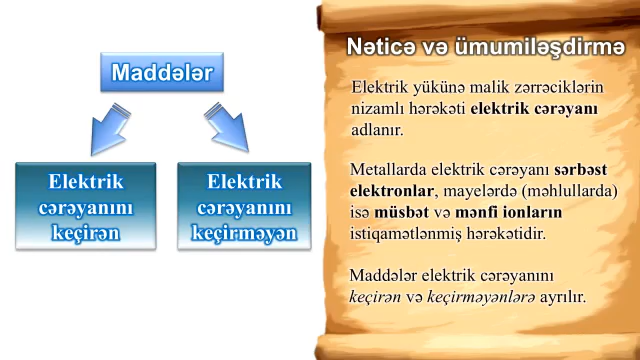 Maddələr
Elektrik
cərəyanını
keçirən
Elektrik
cərəyanını
keçirməyən
Nəticə və ümumiləşdirmə
Elektrik yükünə malik zərrəciklərin
nizamlı hərəkəti elektrik cərəyanı
adlanır.
Metallarda elektrik cərəyanı sərbəst
elektronlar, mayelərdə (məhlullarda)
isə müsbət və mənfi ionların
istiqamətlənmiş hərəkətidir.
Maddələr elektrik cərəyanını
keçirən və keçirməyənlərə ayrılır.